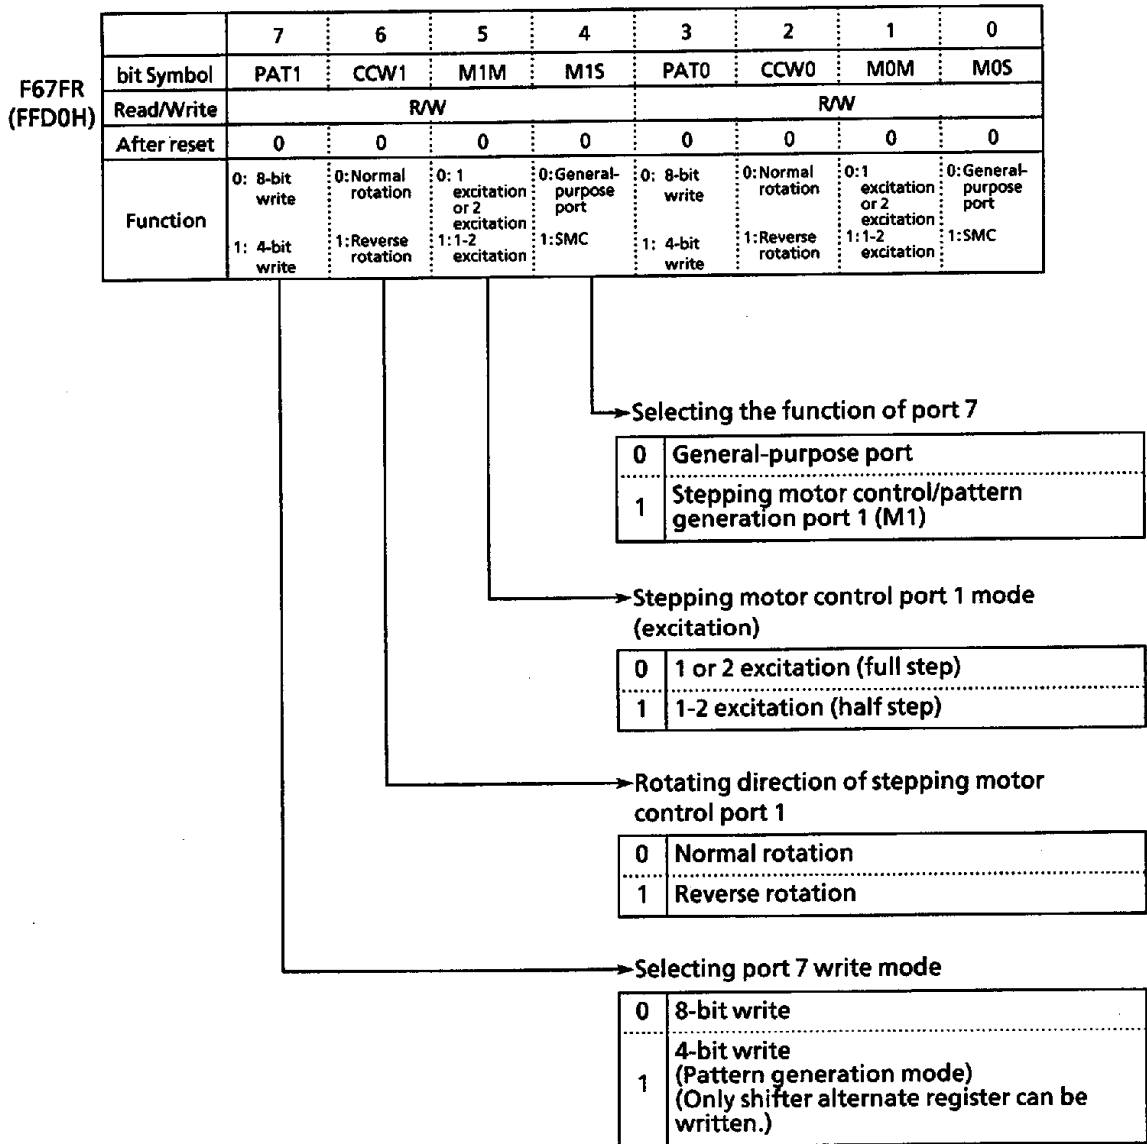 7 6 5 4 3 2 1 0
F67FR
(FFD0H)
bit Symbol PAT1 CCW1 M1M M1S PAT0 CCW0 M0M M0S
Read/Write R/W R/W
After reset 0 0 0 0 0 0 0 0
Function
0: 8-bit write
1: 4-bit write
0:Normal rotation
1:Reverse rotation
0: 1 excitation or 2 excitation
1:1-2 excitation
0:General-purpose port
1:SMC
0: 8-bit write
1: 4-bit write
0:Normal rotation
1:Reverse rotation
0:1 excitation or 2 excitation
1:1-2 excitation
0:General-purpose port
1:SMC
Selecting the function of port 7
0 General-purpose port
1 Stepping motor control/pattern
generation port 1 (M1)
Stepping motor control port 1 mode
(excitation)
0 1 or 2 excitation (full step)
1 1-2 excitation (half step)
Rotating direction of stepping motor
control port 1
0 Normal rotation
1 Reverse rotation
Selecting port 7 write mode
0 8-bit write
1 4-bit write
(Pattern generation mode)
(Only shifter alternate register can be
written.)